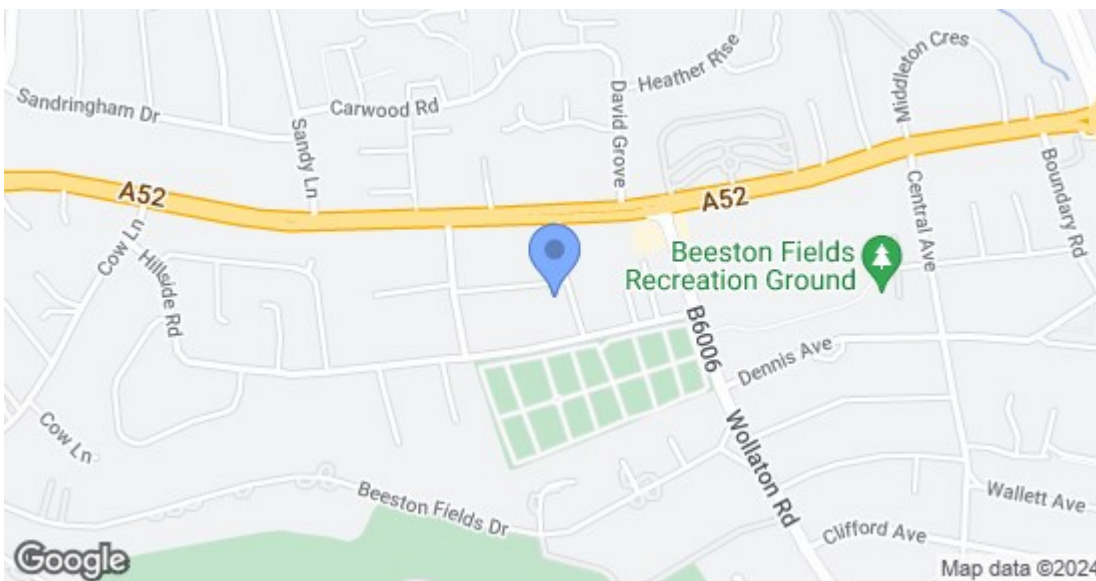 Middleton Cres
Heather Rise
Sandringham Dr
Carwood Rd
Sandy Ln
David Grove
Boundary Rd
A52
A52
Central Ave
Cow Ln
Hillside Rd
Beeston Fields
Recreation Ground
B6006
Dennis Ave
Cow Ln
Wollaton Rd
Beeston Fields Dr
Wallett Ave
Clifford Ave
Google
Map data ©2024